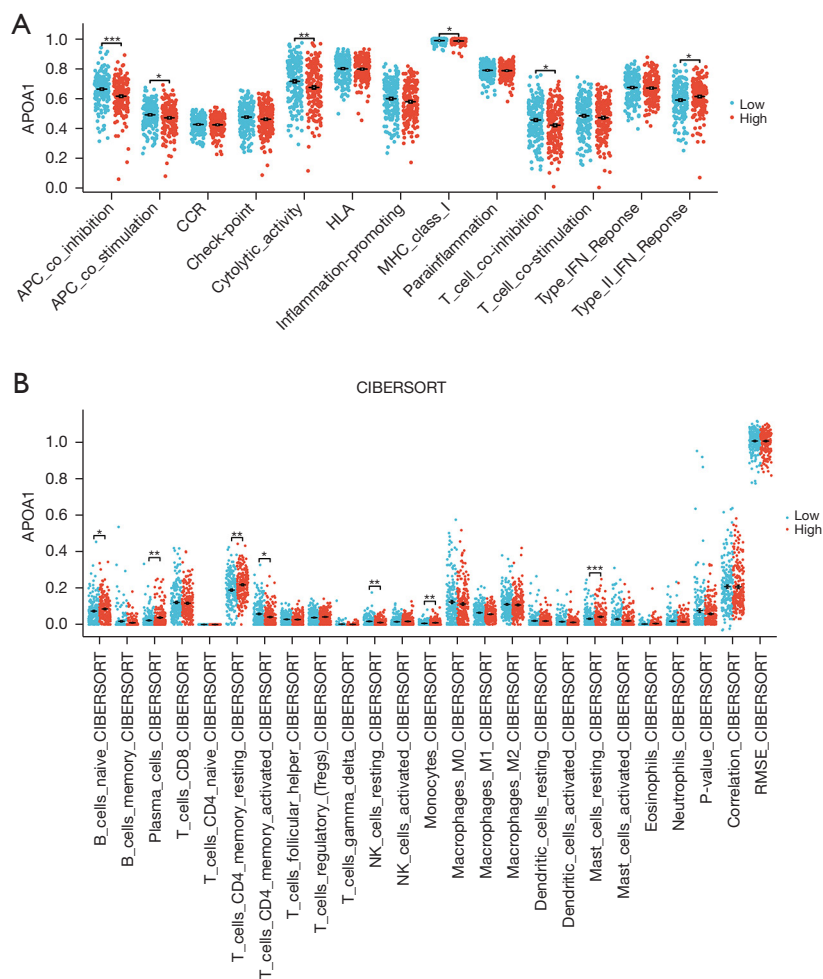 A
APOA1
1.0
0.8
0.6
0.4
0.2
0.0
***
*
**
*
*
*
Low
High
APC_co_inhibition
APC_co_stimulation
CCR
Check-point
Cytolytic_activity
HLA
Inflammation-promoting
MHC_class_I
Parainflammation
T_cell_co-inhibition
T_cell_co-stimulation
Type_IFN_Reponse
Type_II_IFN_Reponse
B
CIBERSORT
APOA1
1.0
0.8
0.6
0.4
0.2
0.0
*
**
**
*
**
**
***
Low
High
B_cells_naive_CIBERSORT
B_cells_memory_CIBERSORT
Plasma_cells_CIBERSORT
T_cells_CD8_CIBERSORT
T_cells_CD4_naive_CIBERSORT
T_cells_CD4_memory_resting_CIBERSORT
T_cells_CD4_memory_activated_CIBERSORT
T_cells_follicular_helper_CIBERSORT
T_cells_regulatory_(Tregs)_CIBERSORT
T_cells_gamma_delta_CIBERSORT
NK_cells_resting_CIBERSORT
NK_cells_activated_CIBERSORT
Monocytes_CIBERSORT
Macrophages_M0_CIBERSORT
Macrophages_M1_CIBERSORT
Macrophages_M2_CIBERSORT
Dendritic_cells_resting_CIBERSORT
Dendritic_cells_activated_CIBERSORT
Mast_cells_resting_CIBERSORT
Mast_cells_activated_CIBERSORT
Eosinophils_CIBERSORT
Neutrophils_CIBERSORT
P-value_CIBERSORT
Correlation_CIBERSORT
RMSE_CIBERSORT